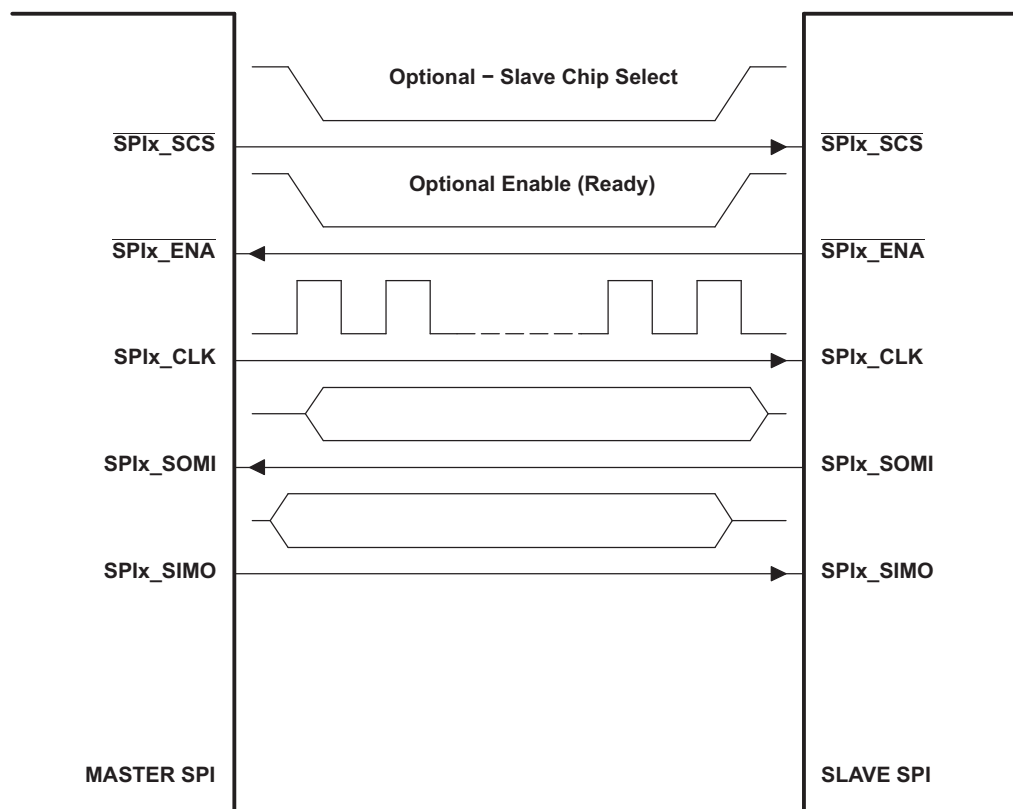 Optional − Slave Chip Select
SPIx_SCS SPIx_SCS
Optional Enable (Ready)
SPIx_ENA SPIx_ENA
SPIx_CLK SPIx_CLK
SPIx_SOMI SPIx_SOMI
SPIx_SIMO SPIx_SIMO
MASTER SPI SLAVE SPI